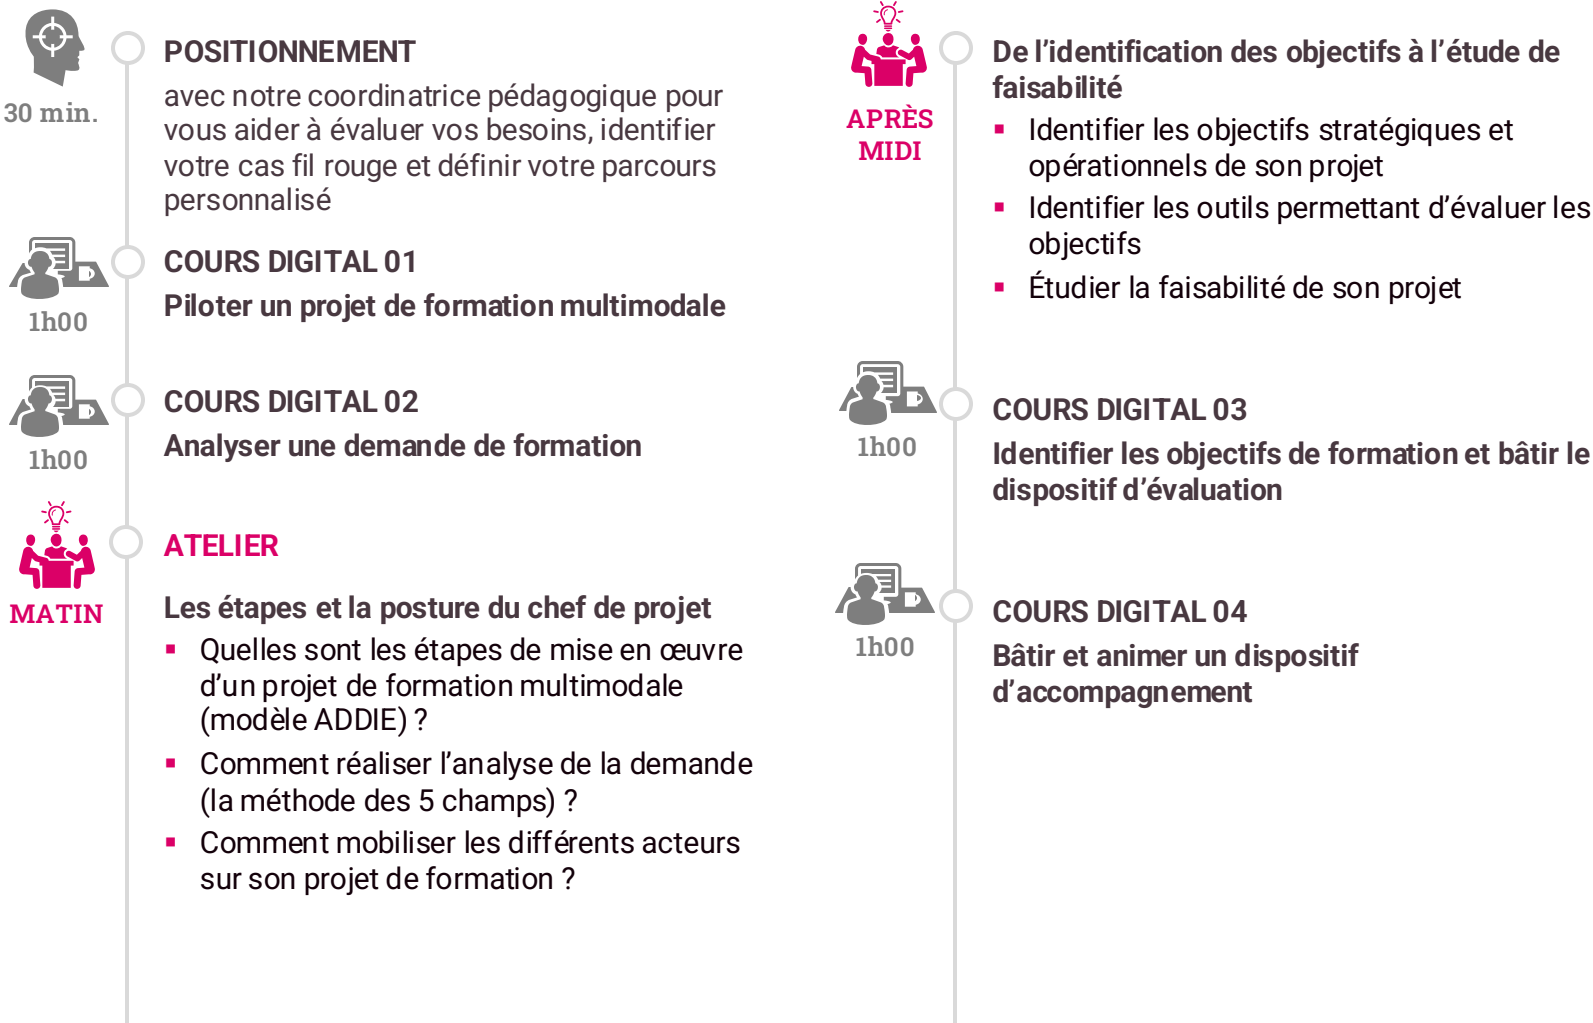 30 min.
POSITIONNEMENT
avec notre coordinatrice pédagogique pour
vous aider à évaluer vos besoins, identifier
votre cas fil rouge et définir votre parcours
personnalisé
1h00
COURS DIGITAL 01
Piloter un projet de formation multimodale
1h00
COURS DIGITAL 02
Analyser une demande de formation
MATIN
ATELIER
Les étapes et la posture du chef de projet
▪ Quelles sont les étapes de mise en œuvre
d’un projet de formation multimodale
(modèle ADDIE) ?
▪ Comment réaliser l’analyse de la demande
(la méthode des 5 champs) ?
▪ Comment mobiliser les différents acteurs
sur son projet de formation ?
APRÈS
MIDI
De l’identification des objectifs à l’étude de
faisabilité
▪ Identifier les objectifs stratégiques et
opérationnels de son projet
▪ Identifier les outils permettant d’évaluer les
objectifs
▪ Étudier la faisabilité de son projet
1h00
COURS DIGITAL 03
Identifier les objectifs de formation et bâtir le
dispositif d’évaluation
1h00
COURS DIGITAL 04
Bâtir et animer un dispositif
d’accompagnement